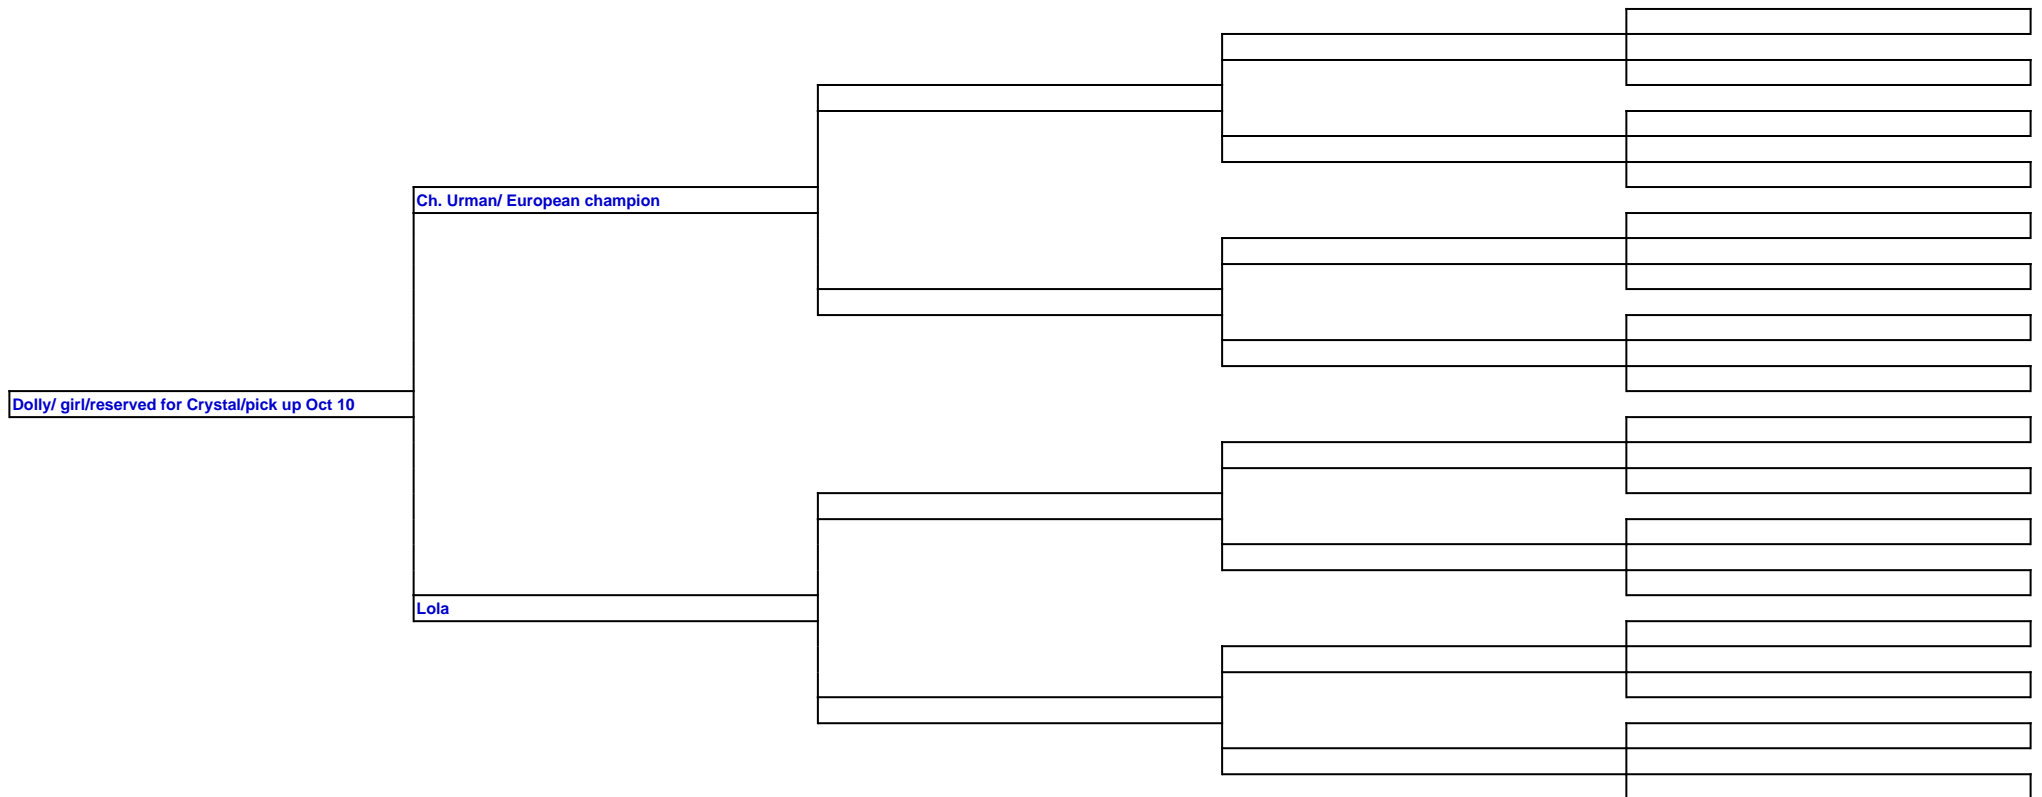 Ch. Urman/ European champion
Dolly/ girl/reserved for Crystal/pick up Oct 10
Lola